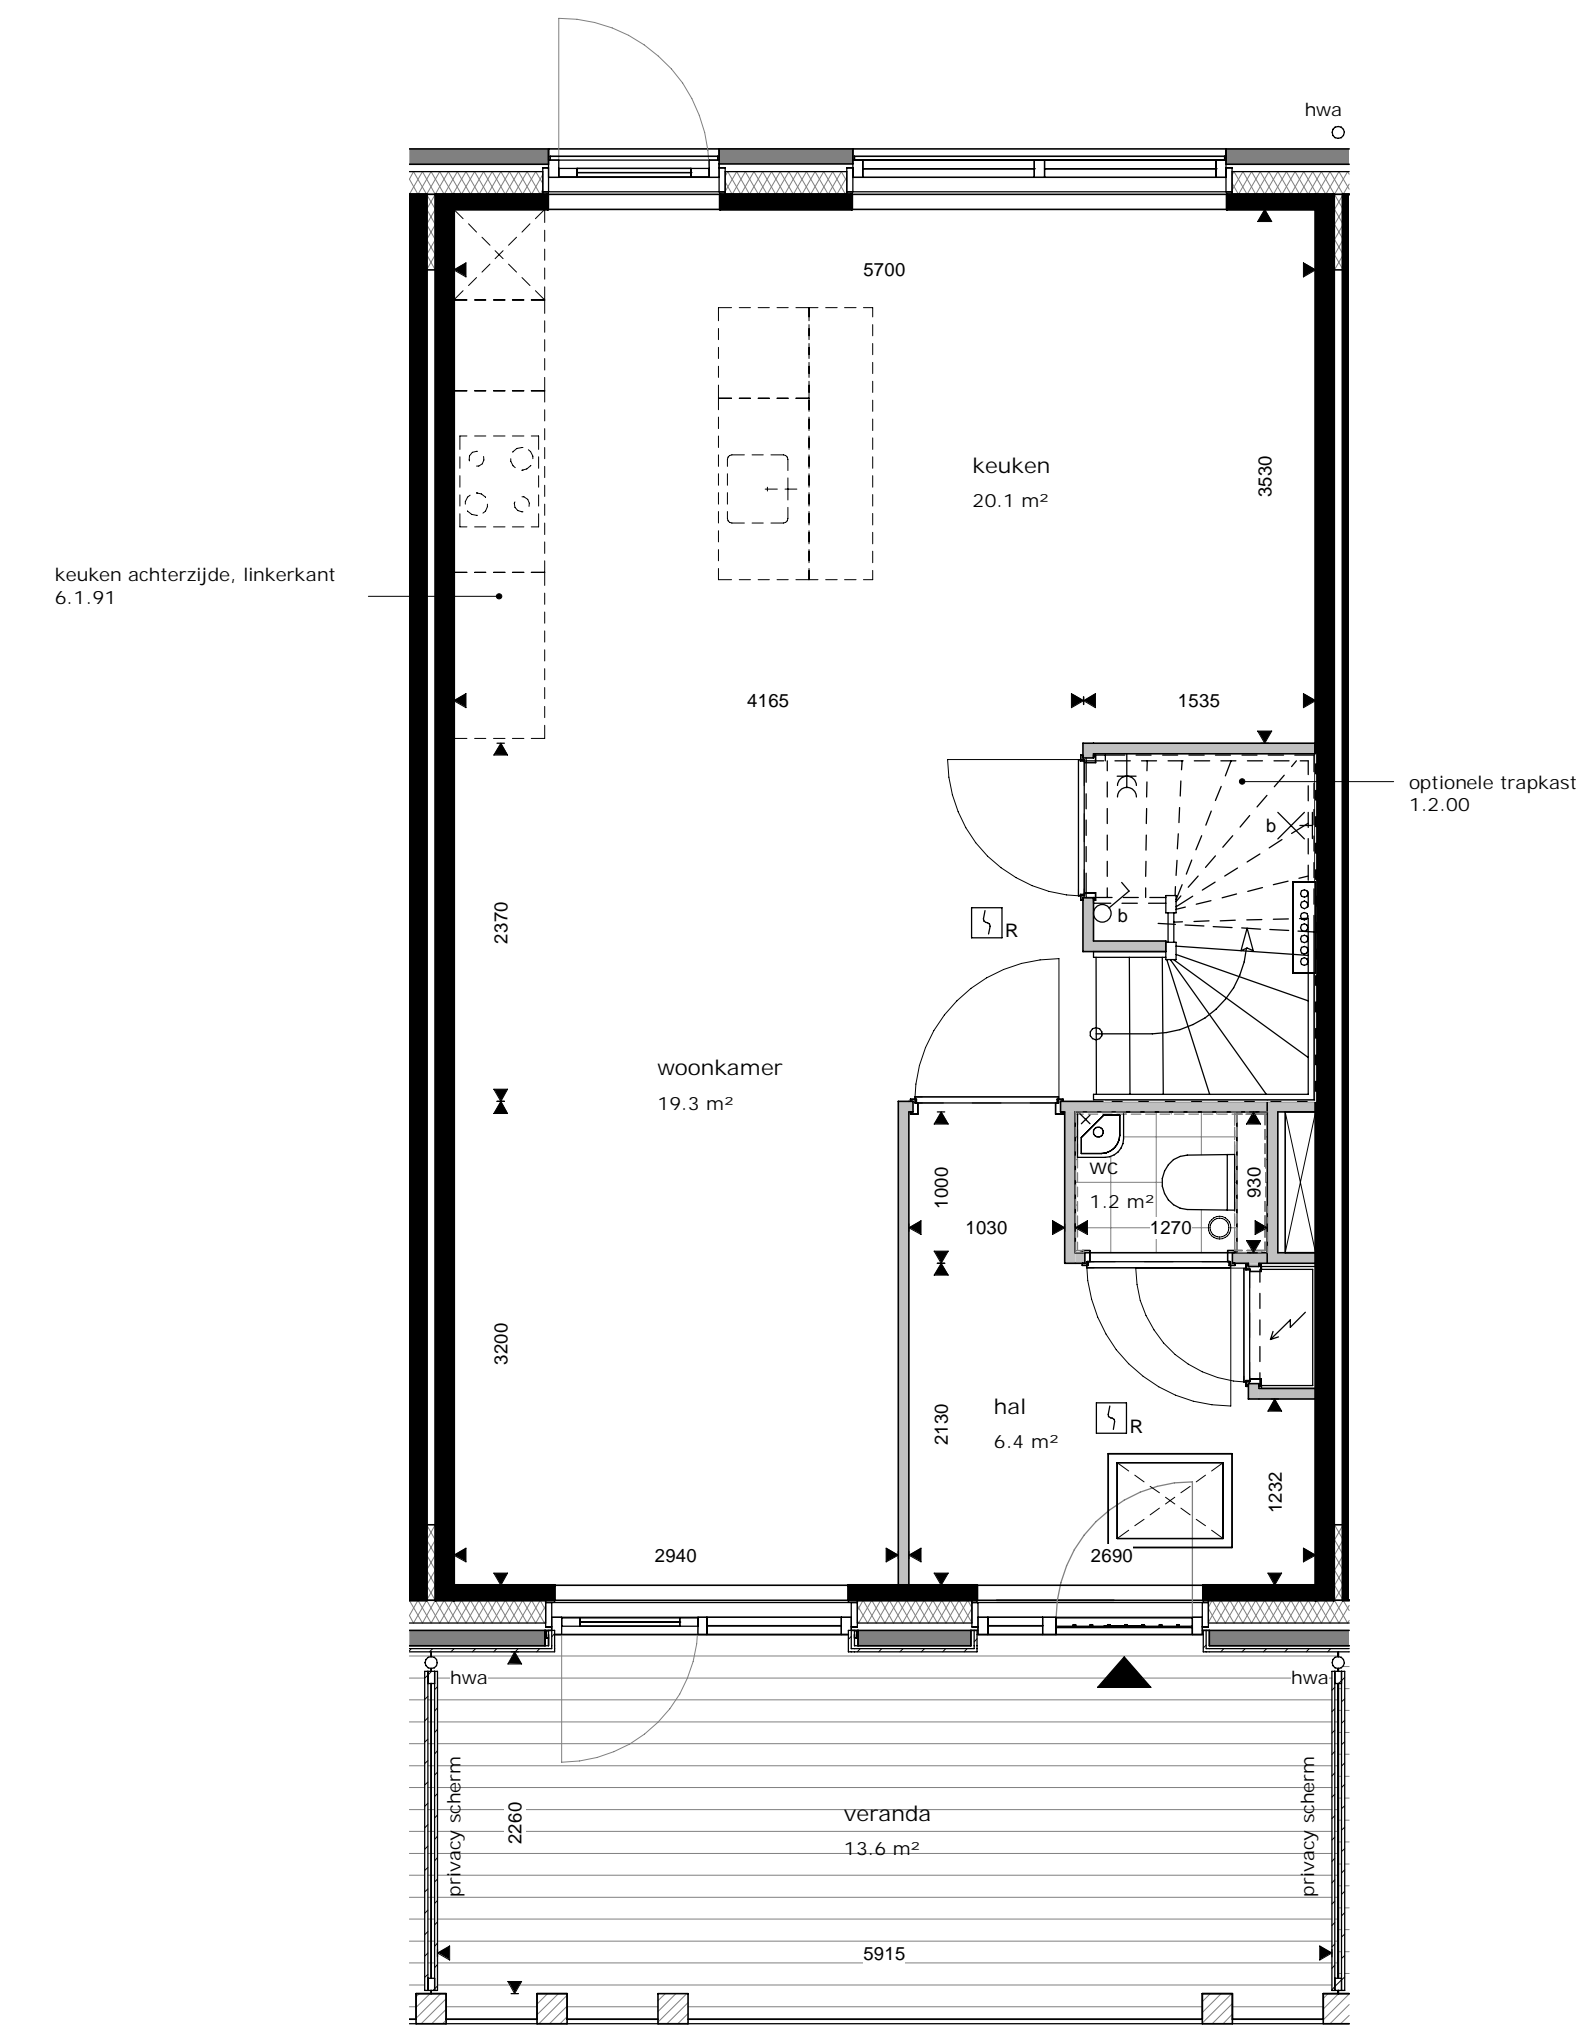 hwa
5700
keuken
20.1 m²
3530
keuken achterzijde, linkerkant
6.1.91
4165
1535
optionele trapkast
1.2.00
b
b
2370
R
woonkamer
19.3 m²
wc
1.2 m²
1000
930
1030
1270
3200
hal
6.4 m²
2130
R
1232
2940
2690
hwa
hwa
privacy scherm
privacy scherm
2260
veranda
13.6 m²
5915